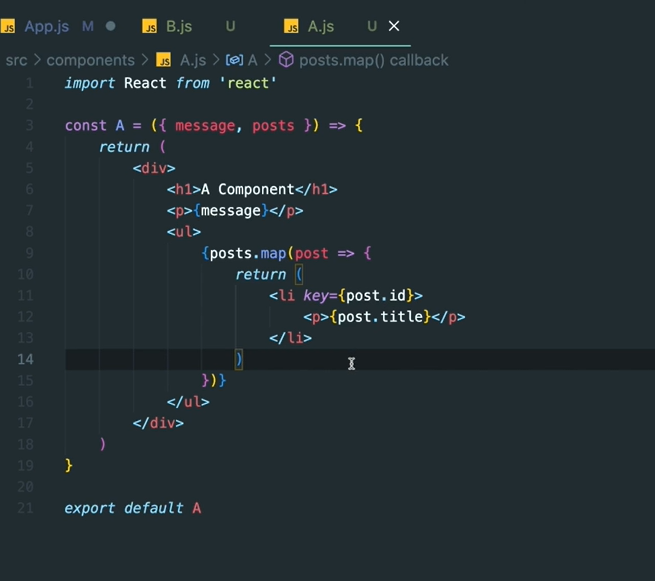 JS App.js M
JS B.js U
JS A.js U
src > components > JS A.js > A > posts.map() callback
1 import React from 'react'
2
3 const A = ({ message, posts }) => {
4     return (
5         <div>
6             <h1>A Component</h1>
7             <p>{message}</p>
8             <ul>
9                 {posts.map(post => {
10                     return (
11                         <li key={post.id}>
12                             <p>{post.title}</p>
13                         </li>
14                     )
15                 })}
16             </ul>
17         </div>
18     )
19 }
20
21 export default A